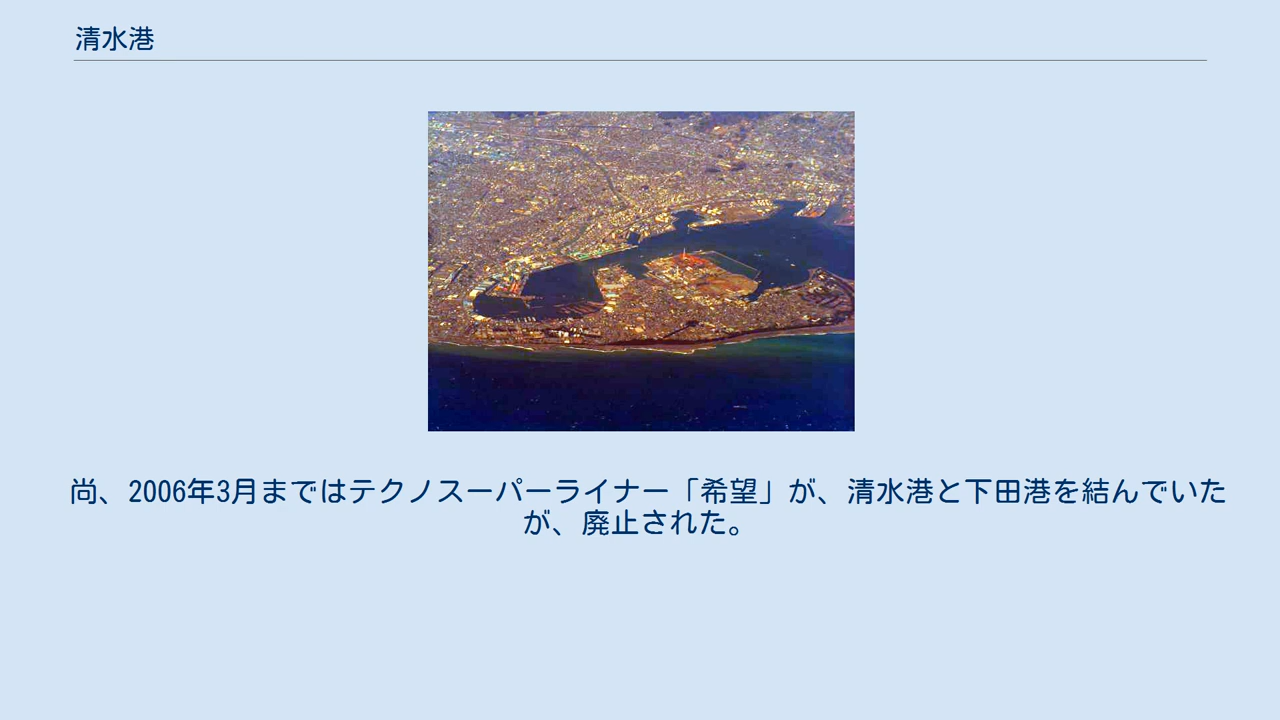 清水港
尚、2006年3月まではテクノスーパーライナー「希望」が、清水港と下田港を結んでいた
が、廃止された。